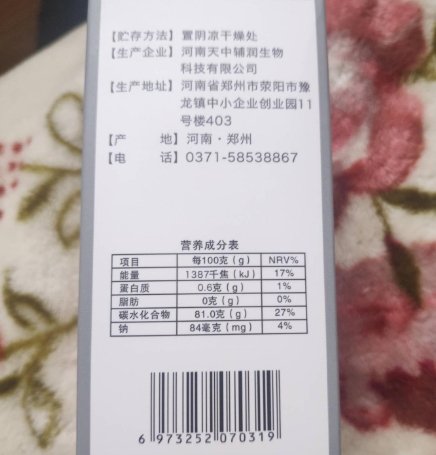 【贮存方法】置阴凉干燥处
【生产企业】河南天中辅润生物
科技有限公司
【生产地址】河南省郑州市荥阳市豫
龙镇中小企业创业园11
号楼403
【产 地】河南·郑州
【电 话】0371-58538867
营养成分表
项目 每100克(g) NRV%
能量 1387千焦(kJ) 17%
蛋白质 0.6克(g) 1%
脂肪 0克(g) 0%
碳水化合物 81.0克(g) 27%
钠 84毫克(mg) 4%
6 973252 070319